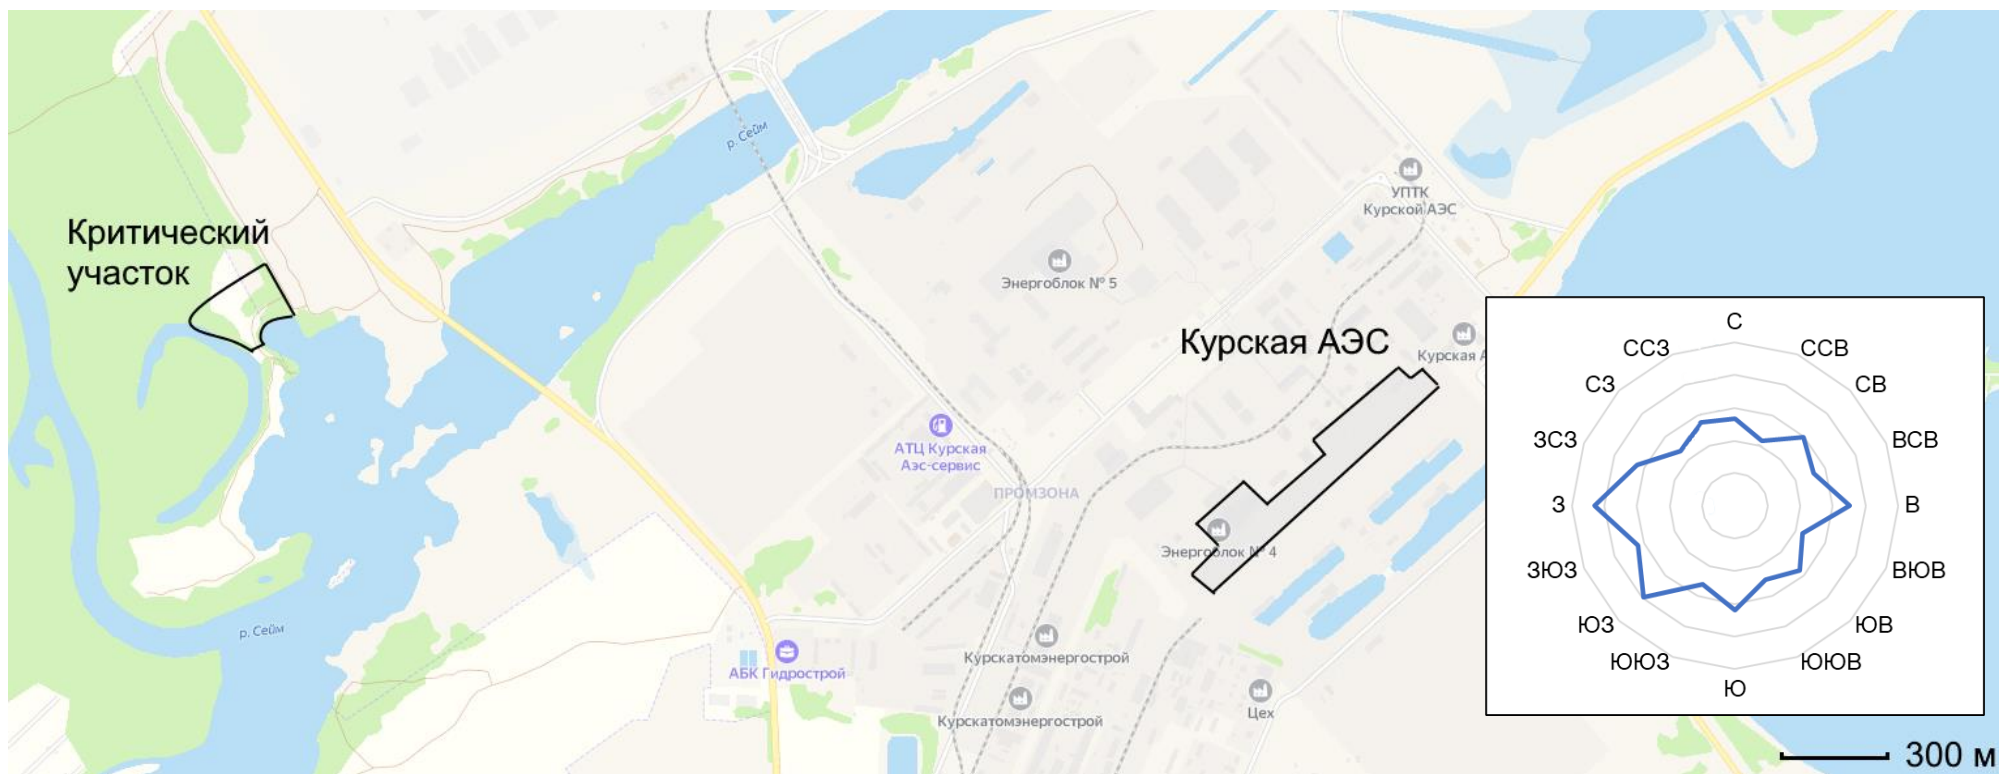 р. Сейм
УПТК
Курской АЭС
Критический
участок
Энергоблок № 5
Курская АЭС
Курская А
АТЦ Курская
Аэс-сервис
ПРОМЗОНА
Энергоблок № 4
р. Сейм
Курскатомэнергострой
АБК Гидрострой
Курскатомэнергострой
Цех
С
ССВ
СВ
ВСВ
В
ВЮВ
ЮВ
ЮЮВ
Ю
ЮЮЗ
ЮЗ
ЗЮЗ
З
ЗСЗ
СЗ
ССЗ
300 м